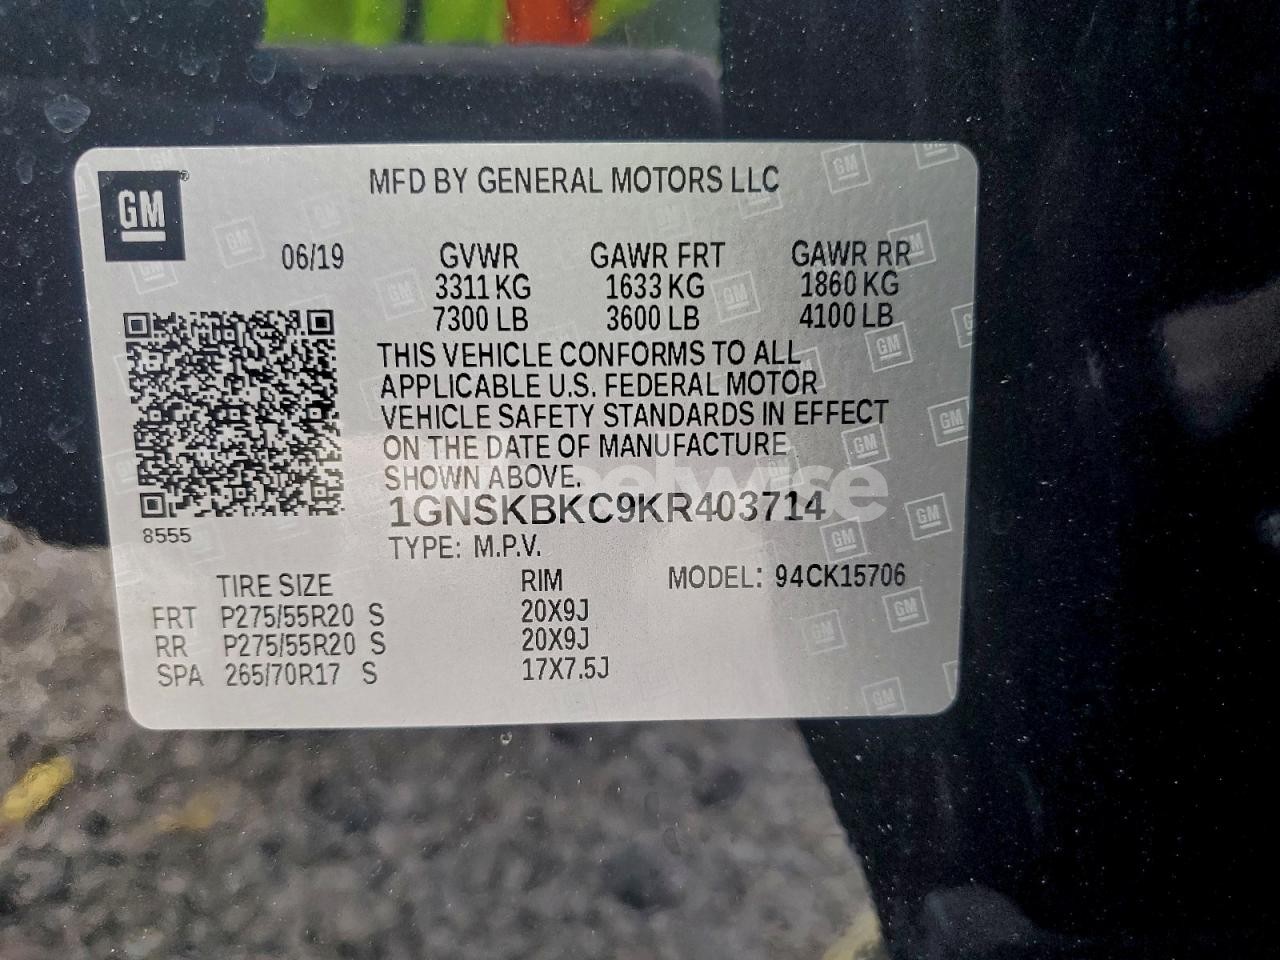 GM
MFD BY GENERAL MOTORS LLC
06/19 GVWR GAWR FRT GAWR RR
3311 KG 1633 KG 1860 KG
7300 LB 3600 LB 4100 LB
THIS VEHICLE CONFORMS TO ALL
APPLICABLE U.S. FEDERAL MOTOR
VEHICLE SAFETY STANDARDS IN EFFECT
ON THE DATE OF MANUFACTURE
SHOWN ABOVE.
1GNSKBKC9KR403714
8555
TYPE: M.P.V.
TIRE SIZE RIM MODEL: 94CK15706
FRT P275/55R20 S 20X9J
RR P275/55R20 S 20X9J
SPA 265/70R17 S 17X7.5J